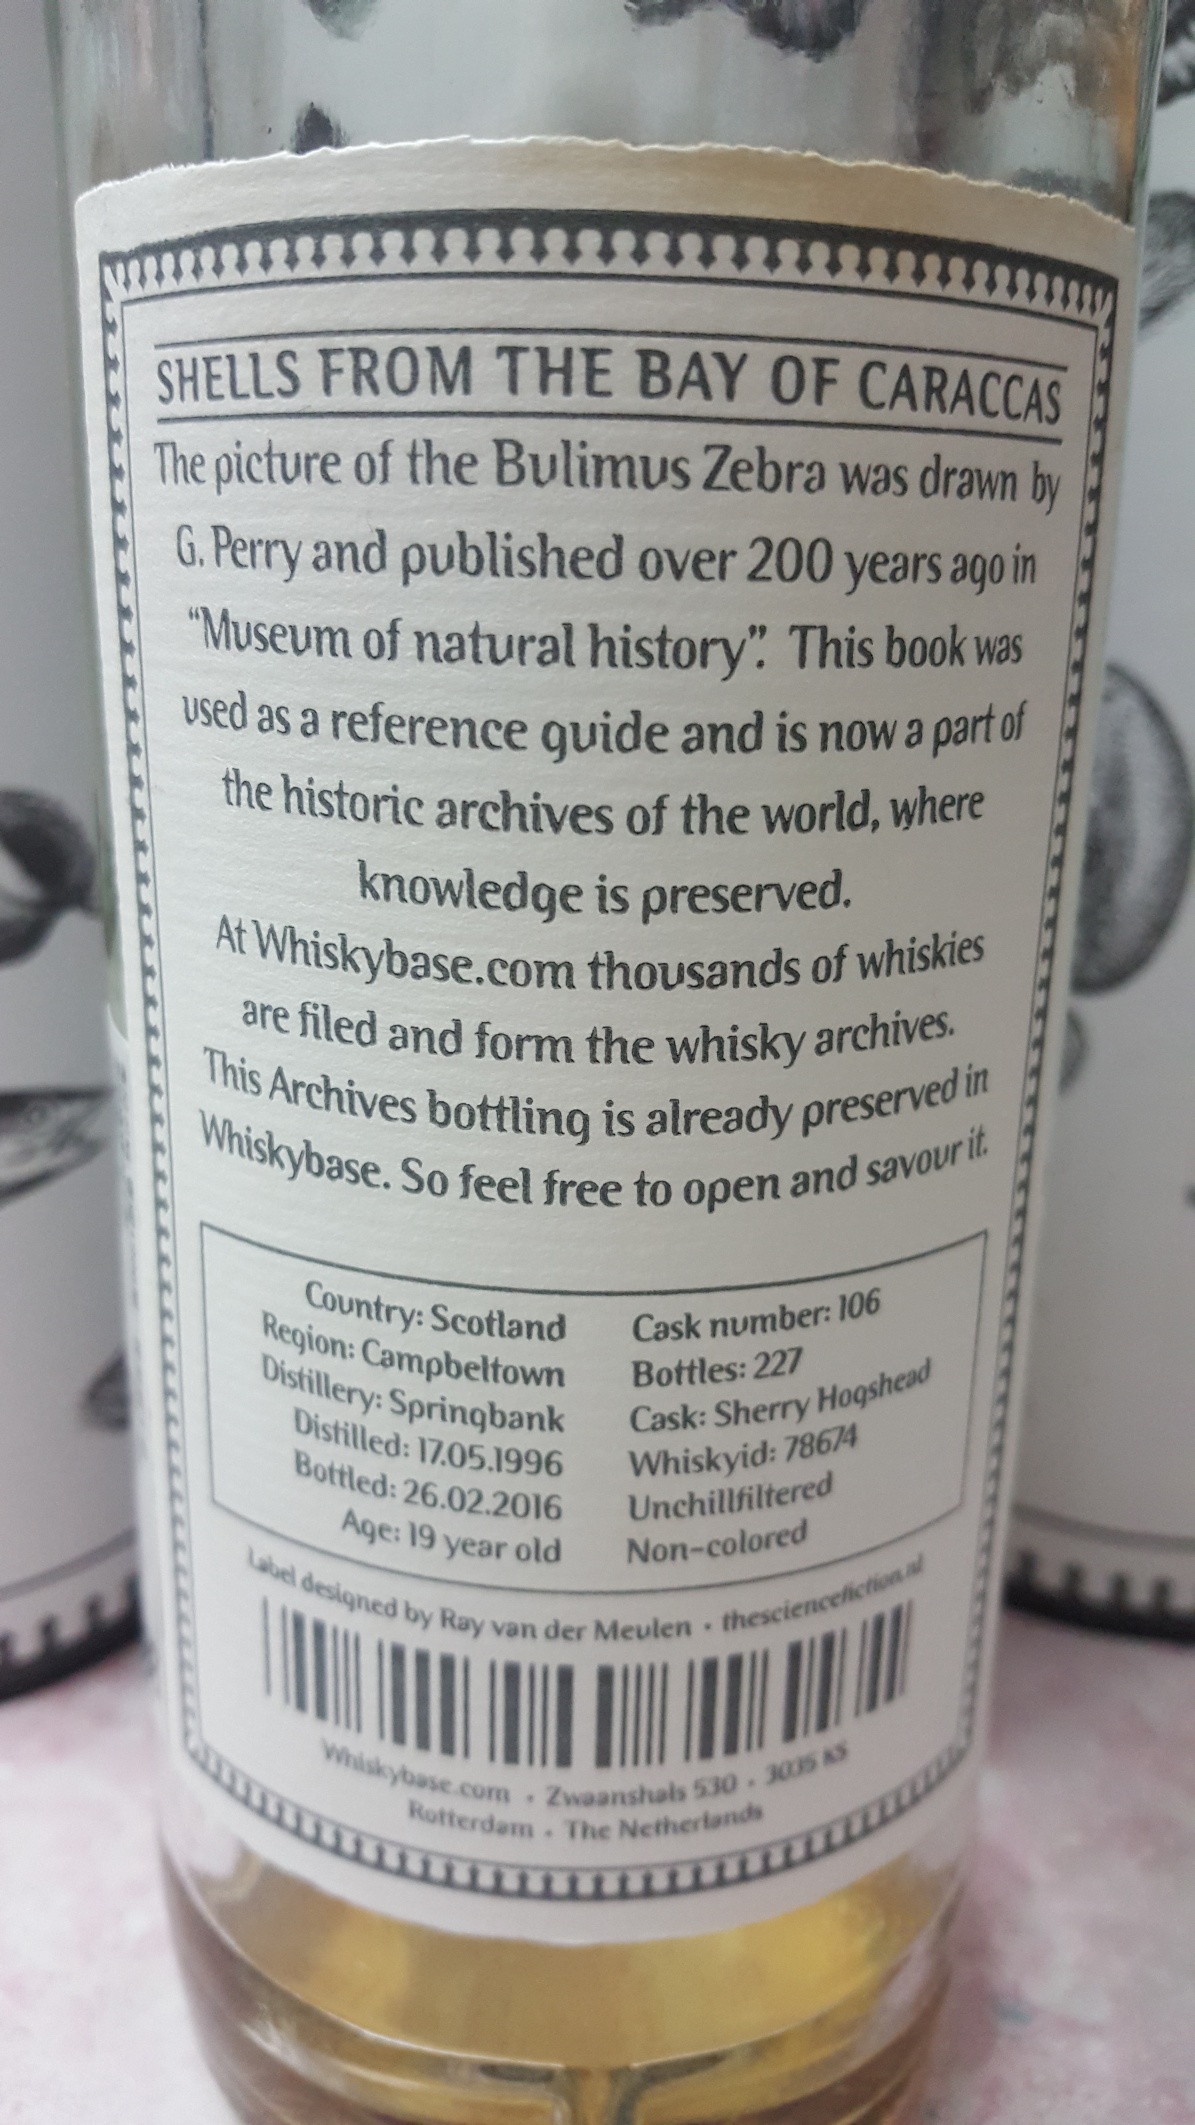 SHELLS FROM THE BAY OF CARACCAS
The picture of the Bulimus Zebra was drawn by
G. Perry and published over 200 years ago in
“Museum of natural history”. This book was
used as a reference guide and is now a part of
the historic archives of the world, where
knowledge is preserved.
At Whiskybase.com thousands of whiskies
are filed and form the whisky archives.
This Archives bottling is already preserved in
Whiskybase. So feel free to open and savour it.
Country: Scotland
Region: Campbeltown
Distillery: Springbank
Distilled: 17.05.1996
Bottled: 26.02.2016
Age: 19 year old
Cask number: 106
Bottles: 227
Cask: Sherry Hogshead
Whiskyid: 78674
Unchillfiltered
Non-colored
Label designed by Ray van der Meulen · thesciencefiction.nl
Whiskybase.com · Zwaanshals 530 · 3035 KS
Rotterdam · The Netherlands